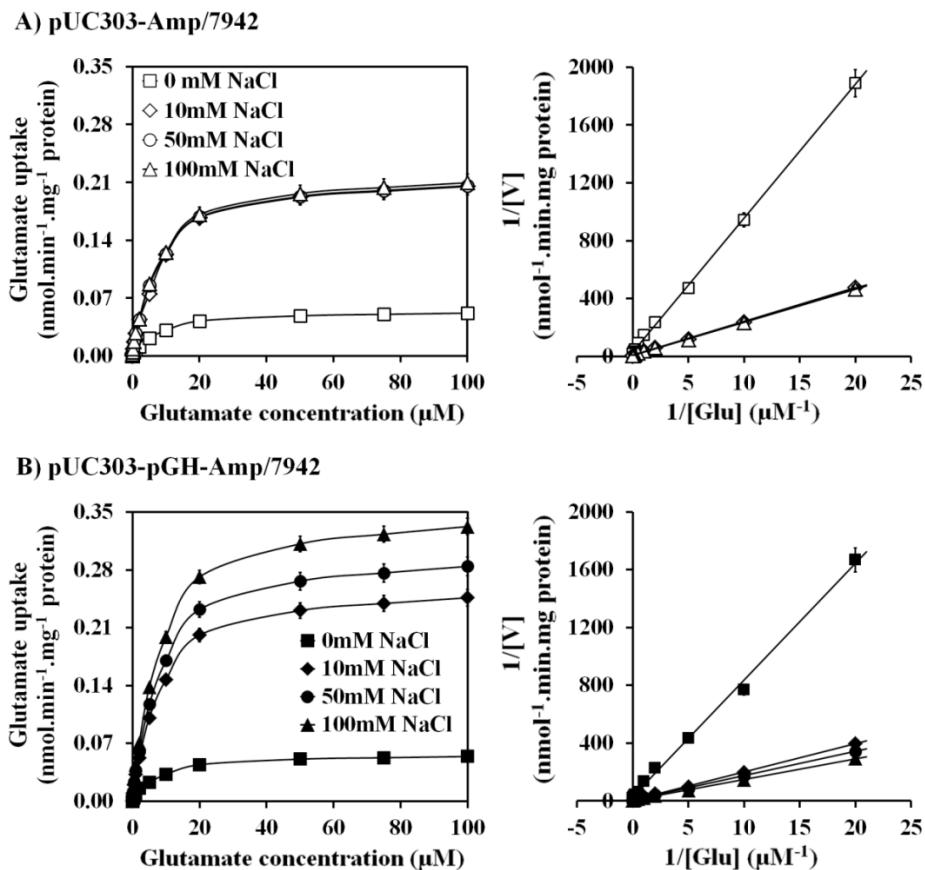 A) pUC303-Amp/7942
Glutamate uptake
(nmol.min⁻¹.mg⁻¹ protein)
0.35
0.28
0.21
0.14
0.07
0.00
0 mM NaCl
10mM NaCl
50mM NaCl
100mM NaCl
0 20 40 60 80 100
Glutamate concentration (µM)
1/[V]
(nmol⁻¹.min.mg protein)
2000
1600
1200
800
400
0
-5 0 5 10 15 20 25
1/[Glu] (µM⁻¹)
B) pUC303-pGH-Amp/7942
Glutamate uptake
(nmol.min⁻¹.mg⁻¹ protein)
0.35
0.28
0.21
0.14
0.07
0.00
0mM NaCl
10mM NaCl
50mM NaCl
100mM NaCl
0 20 40 60 80 100
Glutamate concentration (µM)
1/[V]
(nmol⁻¹.min.mg protein)
2000
1600
1200
800
400
0
-5 0 5 10 15 20 25
1/[Glu] (µM⁻¹)